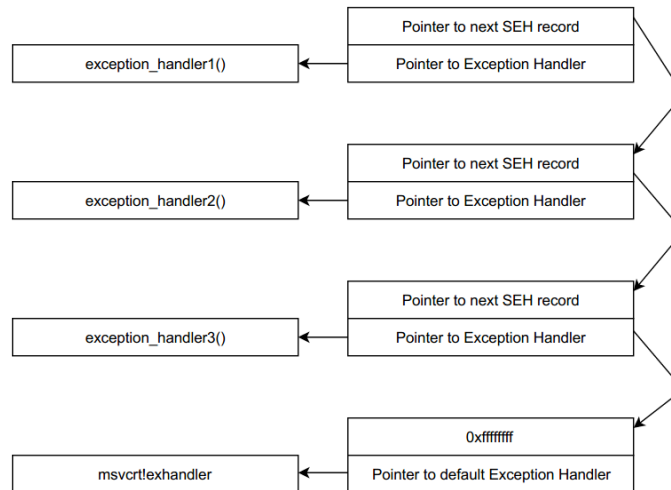 Pointer to next SEH record
exception_handler1()
Pointer to Exception Handler
Pointer to next SEH record
exception_handler2()
Pointer to Exception Handler
Pointer to next SEH record
exception_handler3()
Pointer to Exception Handler
0xffffffff
msvcrt!exhandler
Pointer to default Exception Handler